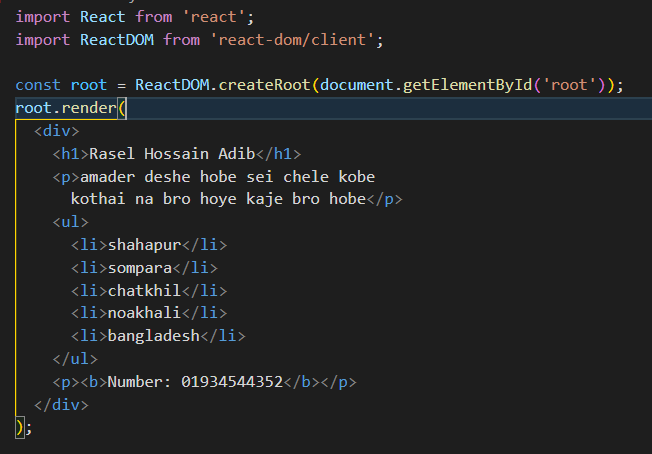 import React from 'react';
import ReactDOM from 'react-dom/client';
const root = ReactDOM.createRoot(document.getElementById('root'));
root.render(
<div>
<h1>Rasel Hossain Adib</h1>
<p>amader deshe hobe sei chele kobe
kothai na bro hoye kaje bro hobe</p>
<ul>
<li>shahapur</li>
<li>sompara</li>
<li>chatkhil</li>
<li>noakhali</li>
<li>bangladesh</li>
</ul>
<p><b>Number: 01934544352</b></p>
</div>
);